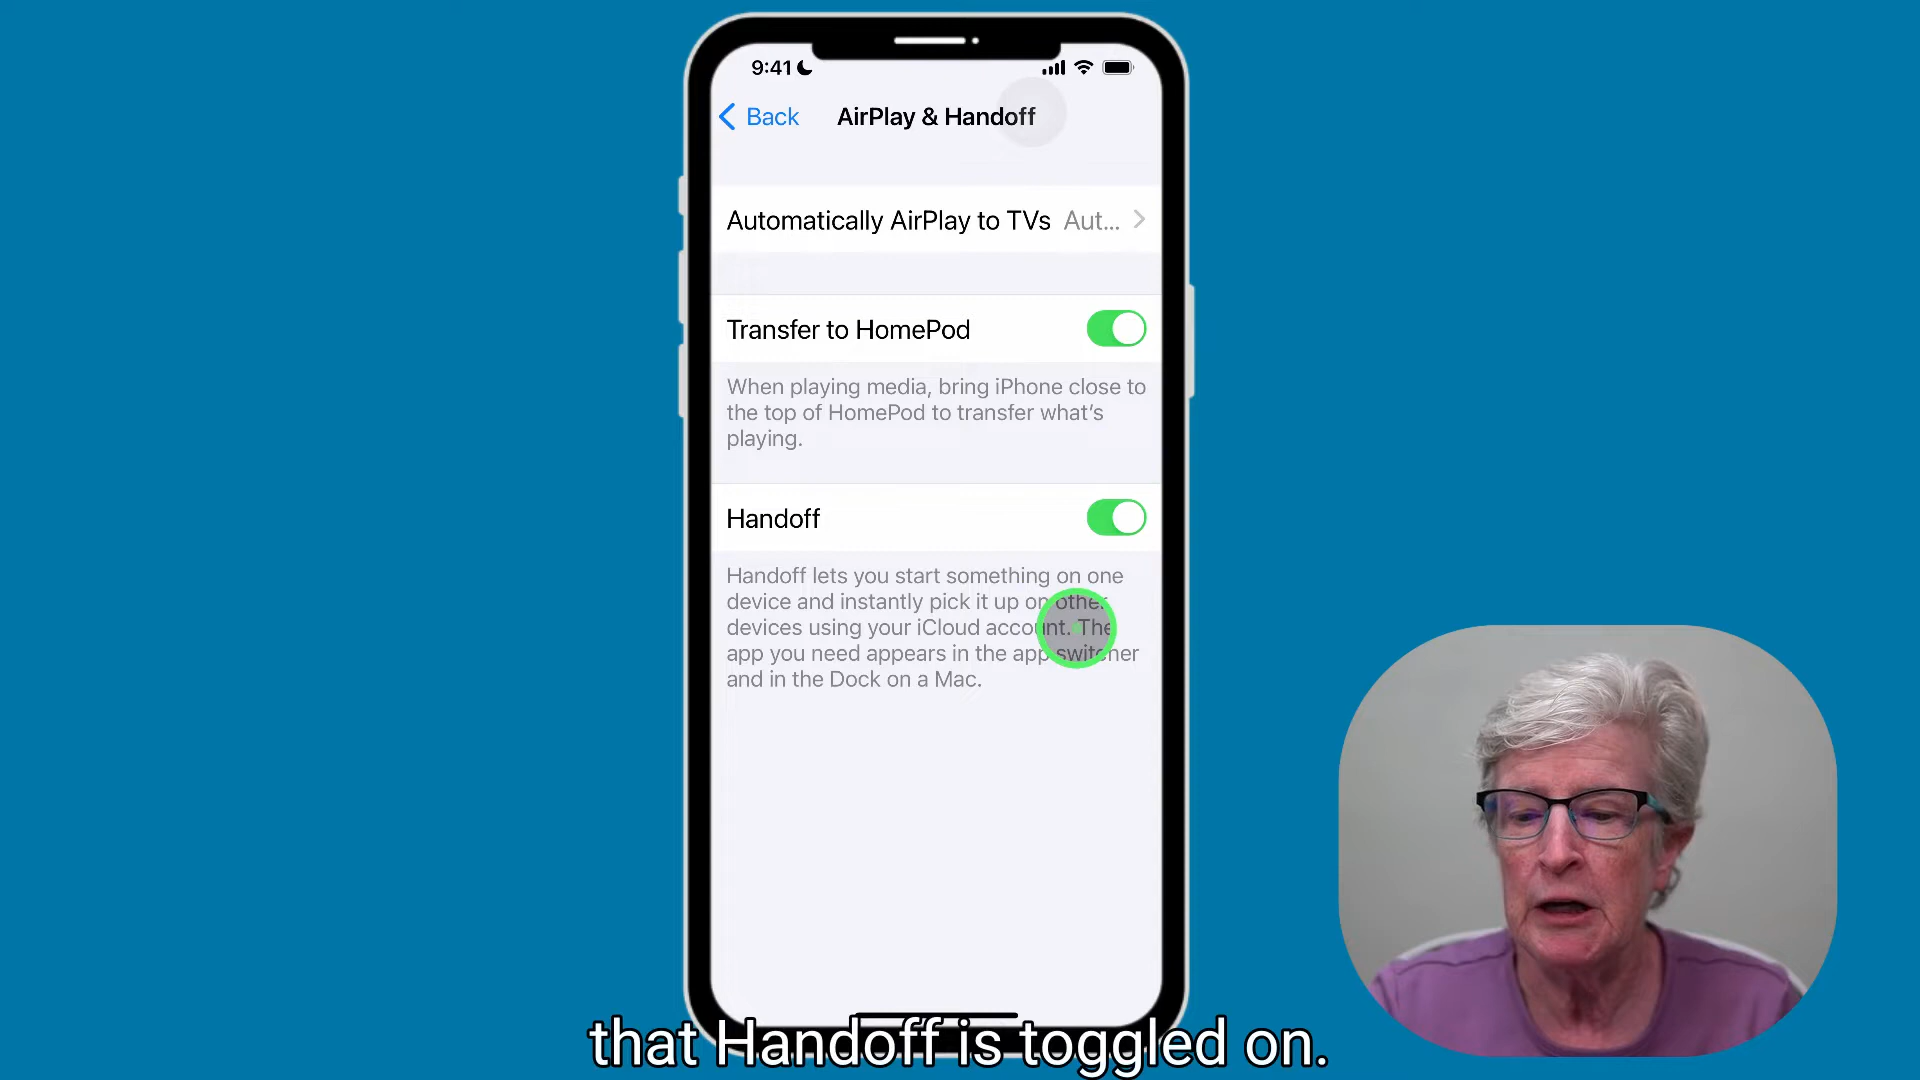 9:41
Back
AirPlay & Handoff
Automatically AirPlay to TVs Aut...
Transfer to HomePod
When playing media, bring iPhone close to
the top of HomePod to transfer what's
playing.
Handoff
Handoff lets you start something on one
device and instantly pick it up on other
devices using your iCloud account. The
app you need appears in the app switcher
and in the Dock on a Mac.
that Handoff is toggled on.